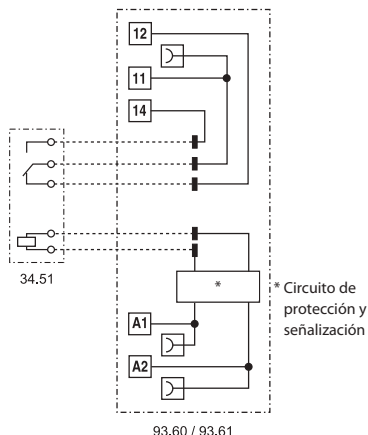 12
11
14
34.51
*
* Circuito de
protección y
señalización
A1
A2
93.60 / 93.61